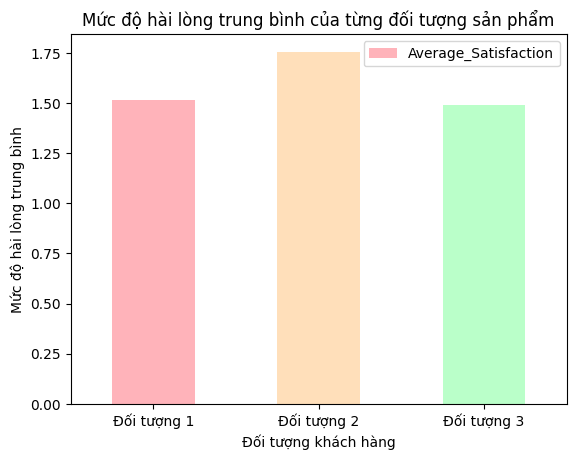 Mức độ hài lòng trung bình của từng đối tượng sản phẩm
Average_Satisfaction
Mức độ hài lòng trung bình
1.75
1.50
1.25
1.00
0.75
0.50
0.25
0.00
Đối tượng 1
Đối tượng 2
Đối tượng 3
Đối tượng khách hàng